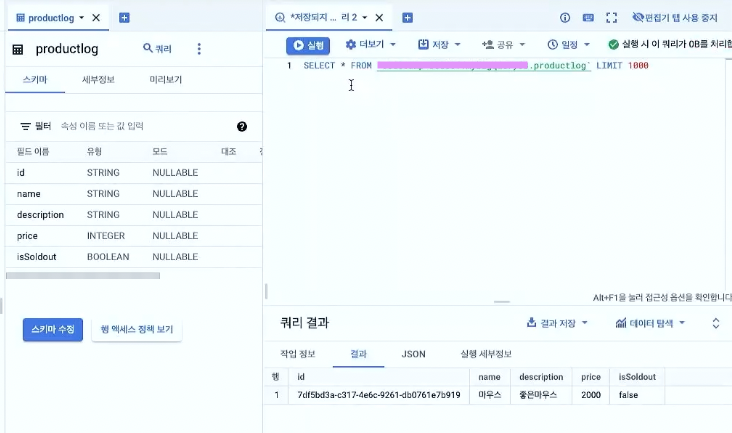 productlog
*저장되지 ... 리 2
편집기 탭 사용 중지
productlog
쿼리
실행
더보기
저장
공유
일정
실행 시 이 쿼리가 0B를 처리합
스키마
세부정보
미리보기
1 SELECT * FROM .productlog` LIMIT 1000
필터 속성 이름 또는 값 입력
필드 이름 유형 모드 대조
id STRING NULLABLE
name STRING NULLABLE
description STRING NULLABLE
price INTEGER NULLABLE
isSoldout BOOLEAN NULLABLE
스키마 수정
행 액세스 정책 보기
Alt+F1을 눌러 접근성 옵션을 확인합니다
쿼리 결과
결과 저장
데이터 탐색
작업 정보
결과
JSON
실행 세부정보
행 id name description price isSoldout
1 7df5bd3a-c317-4e6c-9261-db0761e7b919 마우스 좋은마우스 2000 false